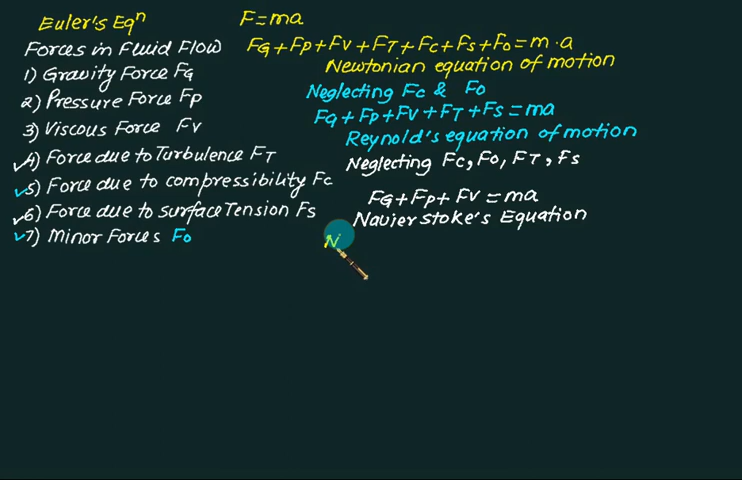 Euler's Eqn
Forces in Fluid Flow
1) Gravity Force FG
2) Pressure Force Fp
3) Viscous Force Fv
4) Force due to Turbulence FT
5) Force due to compressibility Fc
6) Force due to surface Tension Fs
7) Minor Forces Fo
F=ma
FG+Fp+Fv+FT+Fc+Fs+Fo=m.a
Newtonian equation of motion
Neglecting Fc & Fo
FG+Fp+Fv+FT+Fs=ma
Reynold's equation of motion
Neglecting Fc, Fo, FT, Fs
FG+Fp+Fv=ma
Navier stoke's Equation
N